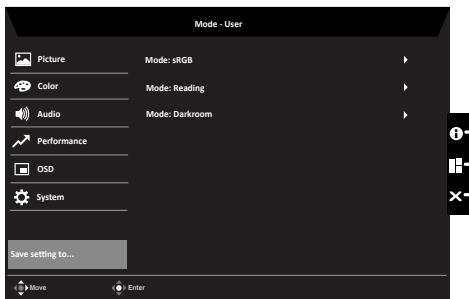 Mode - User
Picture
Color
Audio
Performance
OSD
System
Save setting to...
Mode: sRGB
Mode: Reading
Mode: Darkroom
Move
Enter